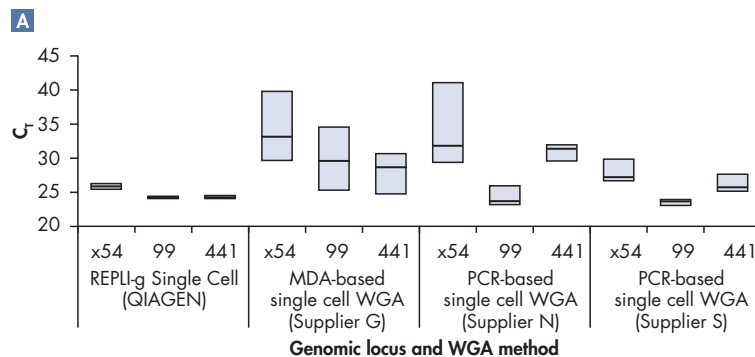 A
45
40
35
30
25
20
CT
x54 99 441 x54 99 441 x54 99 441 x54 99 441
REPLI-g Single Cell
(QIAGEN)
MDA-based
single cell WGA
(Supplier G)
PCR-based
single cell WGA
(Supplier N)
PCR-based
single cell WGA
(Supplier S)
Genomic locus and WGA method